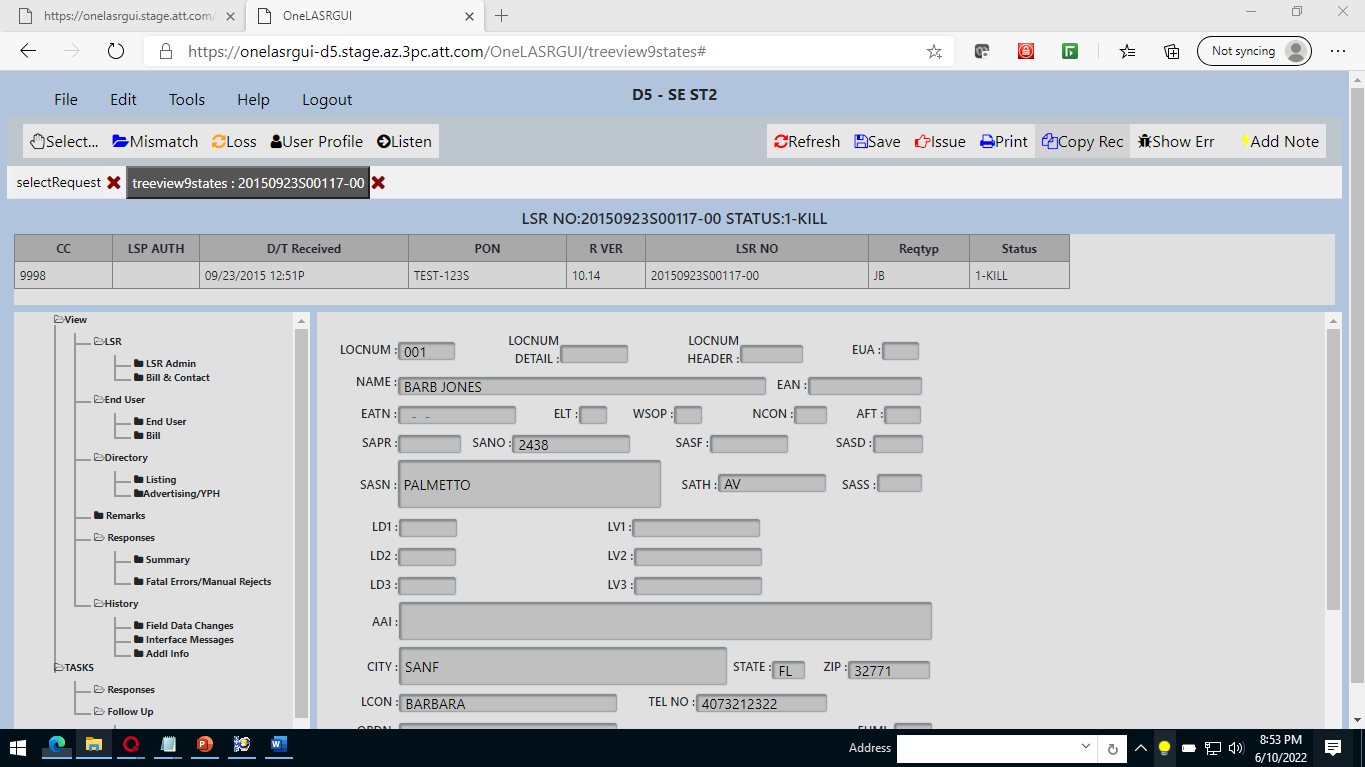 https://onelasrgui.stage.att.com/ OneLASRGUI
https://onelasrgui-d5.stage.az.3pc.att.com/OneLASRGUI/treeview9states# Not syncing
File Edit Tools Help Logout D5 - SE ST2
Select... Mismatch Loss User Profile Listen Refresh Save Issue Print Copy Rec Show Err Add Note
selectRequest treeview9states : 20150923S00117-00
LSR NO:20150923S00117-00 STATUS:1-KILL
CC LSP AUTH D/T Received PON R VER LSR NO Reqtyp Status
9998 09/23/2015 12:51P TEST-123S 10.14 20150923S00117-00 JB 1-KILL
View
LSR
LSR Admin
Bill & Contact
End User
End User
Bill
Directory
Listing
Advertising/YPH
Remarks
Responses
Summary
Fatal Errors/Manual Rejects
History
Field Data Changes
Interface Messages
Addl Info
TASKS
Responses
Follow Up
LOCNUM : 001 LOCNUM DETAIL : LOCNUM HEADER : EUA :
NAME : BARB JONES EAN :
EATN : - - ELT : WSOP : NCON : AFT :
SAPR : SANO : 2438 SASF : SASD :
SASN : PALMETTO SATH : AV SASS :
LD1 : LV1 :
LD2 : LV2 :
LD3 : LV3 :
AAI :
CITY : SANF STATE : FL ZIP : 32771
LCON : BARBARA TEL NO : 4073212322
Address 8:53 PM
6/10/2022